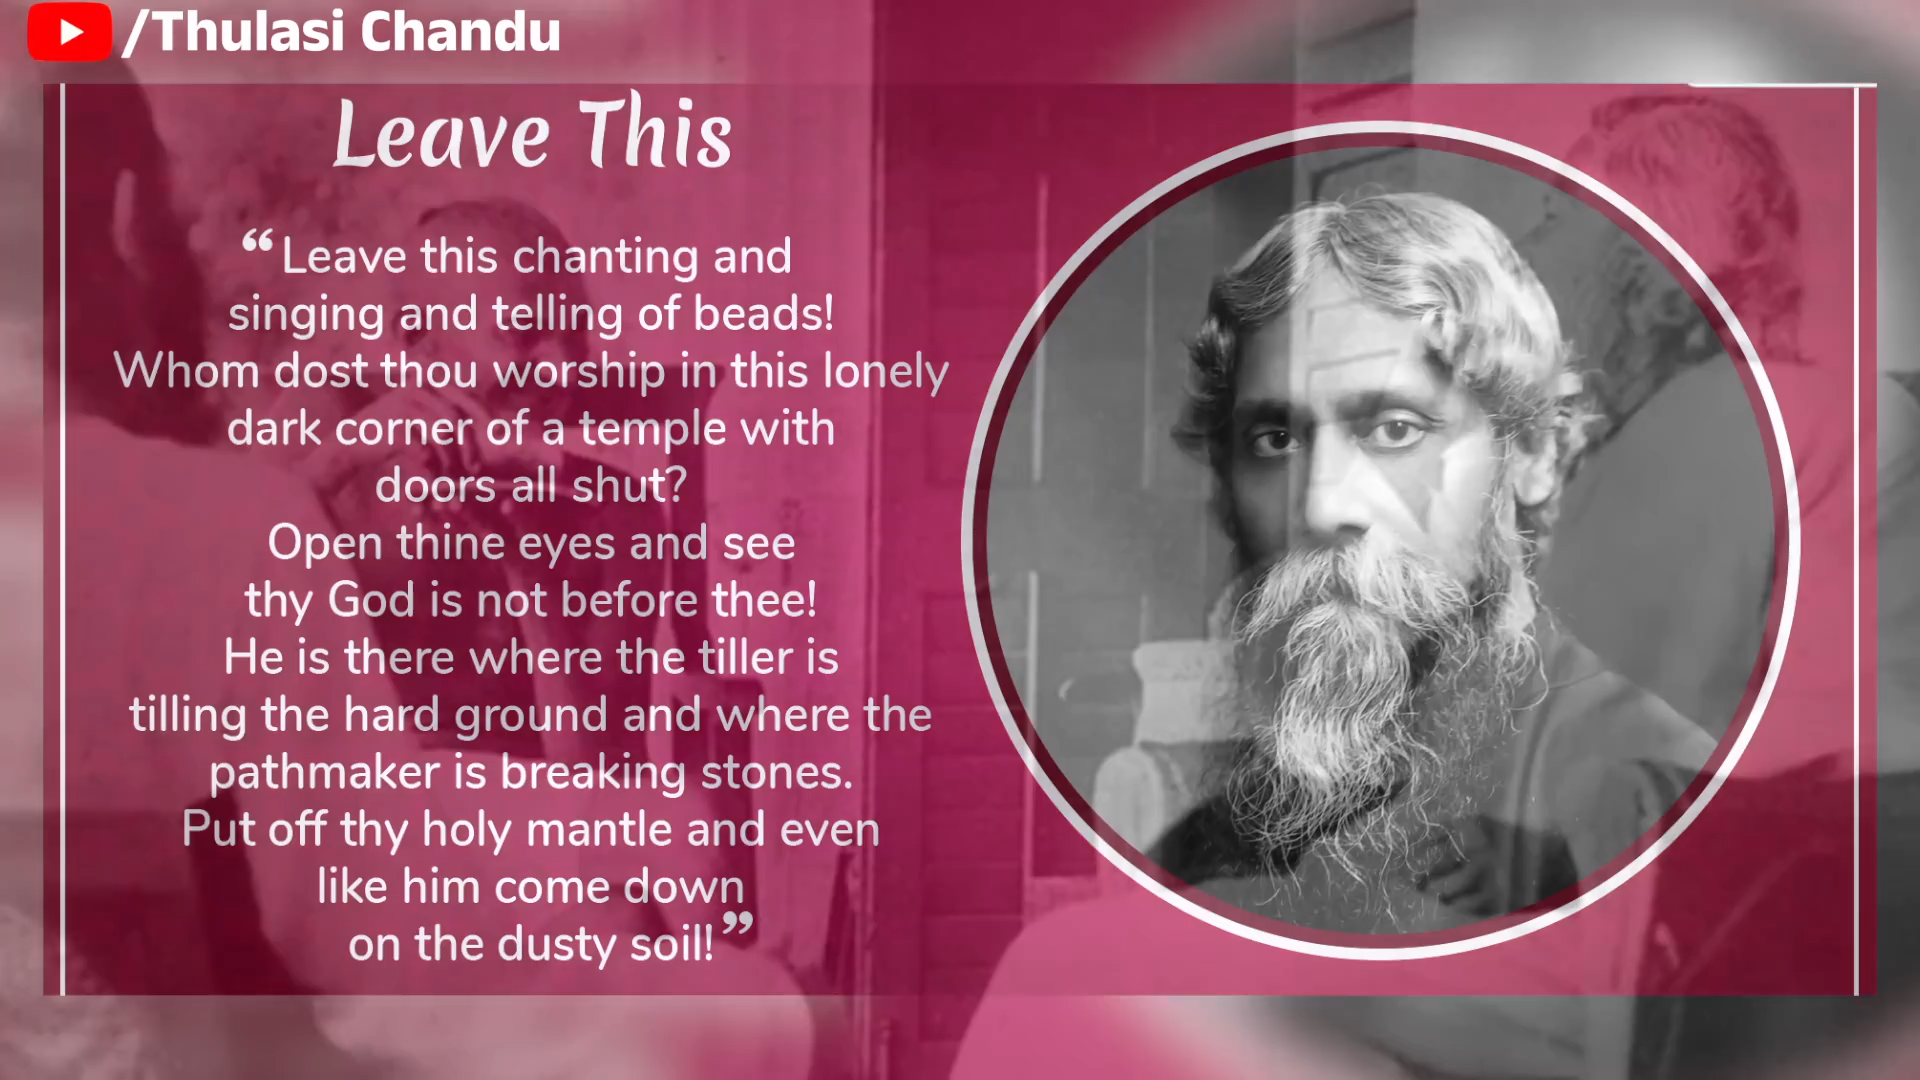 /Thulasi Chandu
Leave This
“Leave this chanting and
singing and telling of beads!
Whom dost thou worship in this lonely
dark corner of a temple with
doors all shut?
Open thine eyes and see
thy God is not before thee!
He is there where the tiller is
tilling the hard ground and where the
pathmaker is breaking stones.
Put off thy holy mantle and even
like him come down
on the dusty soil!”